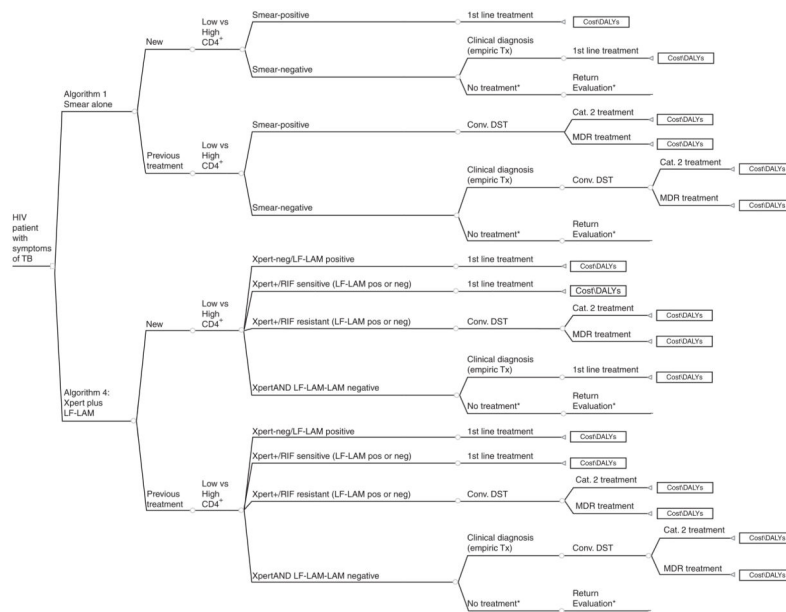 HIV
patient
with
symptoms
of TB
Algorithm 1
Smear alone
New
Low vs
High
CD4+
Smear-positive
1st line treatment
Cost\DALYs
Smear-negative
Clinical diagnosis
(empiric Tx)
1st line treatment
Cost\DALYs
No treatment*
Return
Evaluation*
Previous
treatment
Low vs
High
CD4+
Smear-positive
Conv. DST
Cat. 2 treatment
Cost\DALYs
MDR treatment
Cost\DALYs
Smear-negative
Clinical diagnosis
(empiric Tx)
Conv. DST
Cat. 2 treatment
Cost\DALYs
MDR treatment
Cost\DALYs
No treatment*
Return
Evaluation*
Algorithm 4:
Xpert plus
LF-LAM
New
Low vs
High
CD4+
Xpert-neg/LF-LAM positive
1st line treatment
Cost\DALYs
Xpert+/RIF sensitive (LF-LAM pos or neg)
1st line treatment
Cost\DALYs
Xpert+/RIF resistant (LF-LAM pos or neg)
Conv. DST
Cat. 2 treatment
Cost\DALYs
MDR treatment
Cost\DALYs
XpertAND LF-LAM-LAM negative
Clinical diagnosis
(empiric Tx)
1st line treatment
Cost\DALYs
No treatment*
Return
Evaluation*
Previous
treatment
Low vs
High
CD4+
Xpert-neg/LF-LAM positive
1st line treatment
Cost\DALYs
Xpert+/RIF sensitive (LF-LAM pos or neg)
1st line treatment
Cost\DALYs
Xpert+/RIF resistant (LF-LAM pos or neg)
Conv. DST
Cat. 2 treatment
Cost\DALYs
MDR treatment
Cost\DALYs
XpertAND LF-LAM-LAM negative
Clinical diagnosis
(empiric Tx)
Conv. DST
Cat. 2 treatment
Cost\DALYs
MDR treatment
Cost\DALYs
No treatment*
Return
Evaluation*